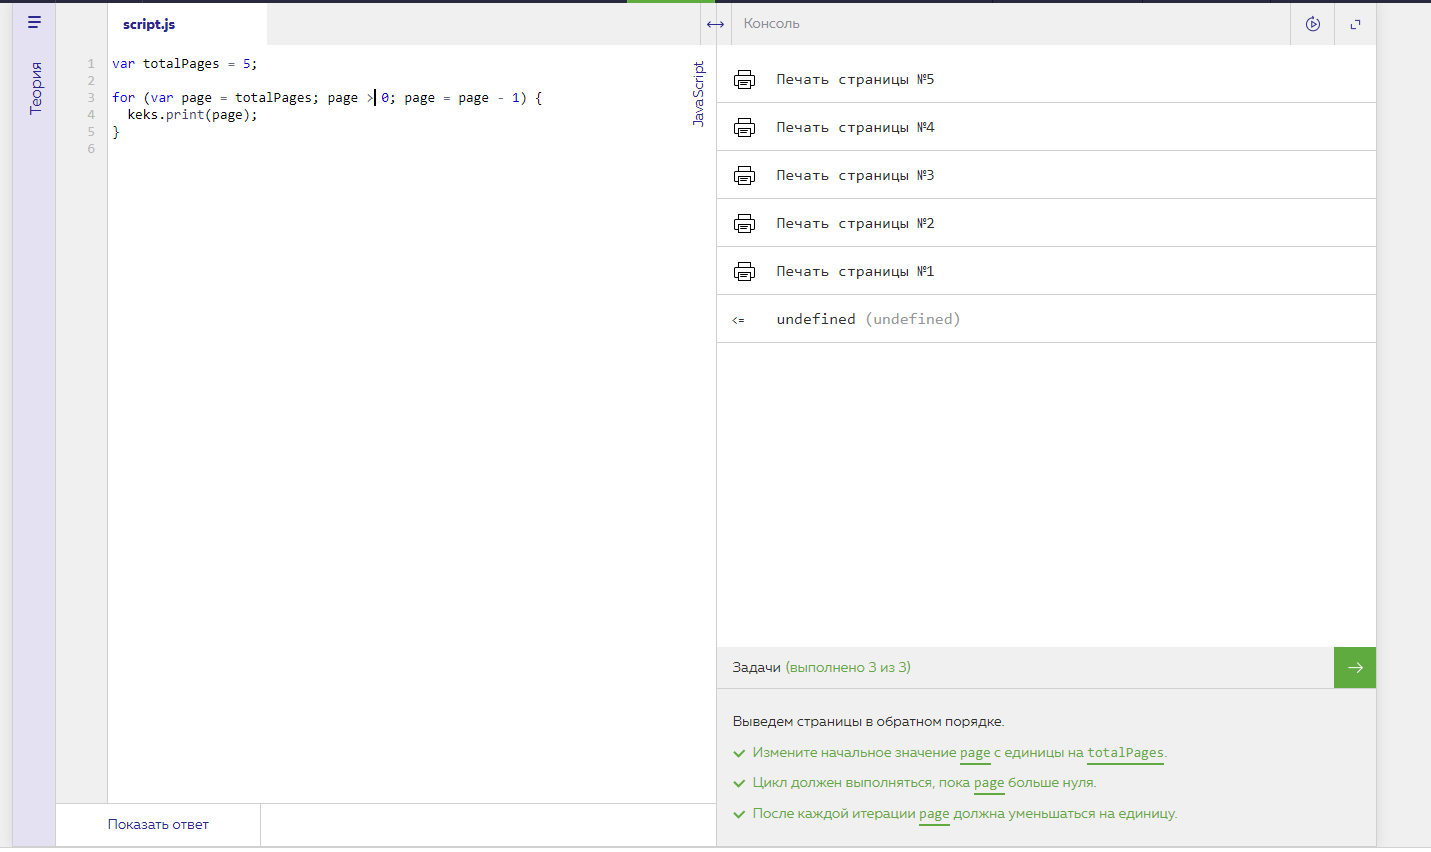 script.js
Консоль
Теория
JavaScript
1 var totalPages = 5;
2
3 for (var page = totalPages; page > 0; page = page - 1) {
4   keks.print(page);
5 }
6
Печать страницы №5
Печать страницы №4
Печать страницы №3
Печать страницы №2
Печать страницы №1
<= undefined (undefined)
Задачи (выполнено 3 из 3)
Выведем страницы в обратном порядке.
Измените начальное значение page с единицы на totalPages.
Цикл должен выполняться, пока page больше нуля.
После каждой итерации page должна уменьшаться на единицу.
Показать ответ